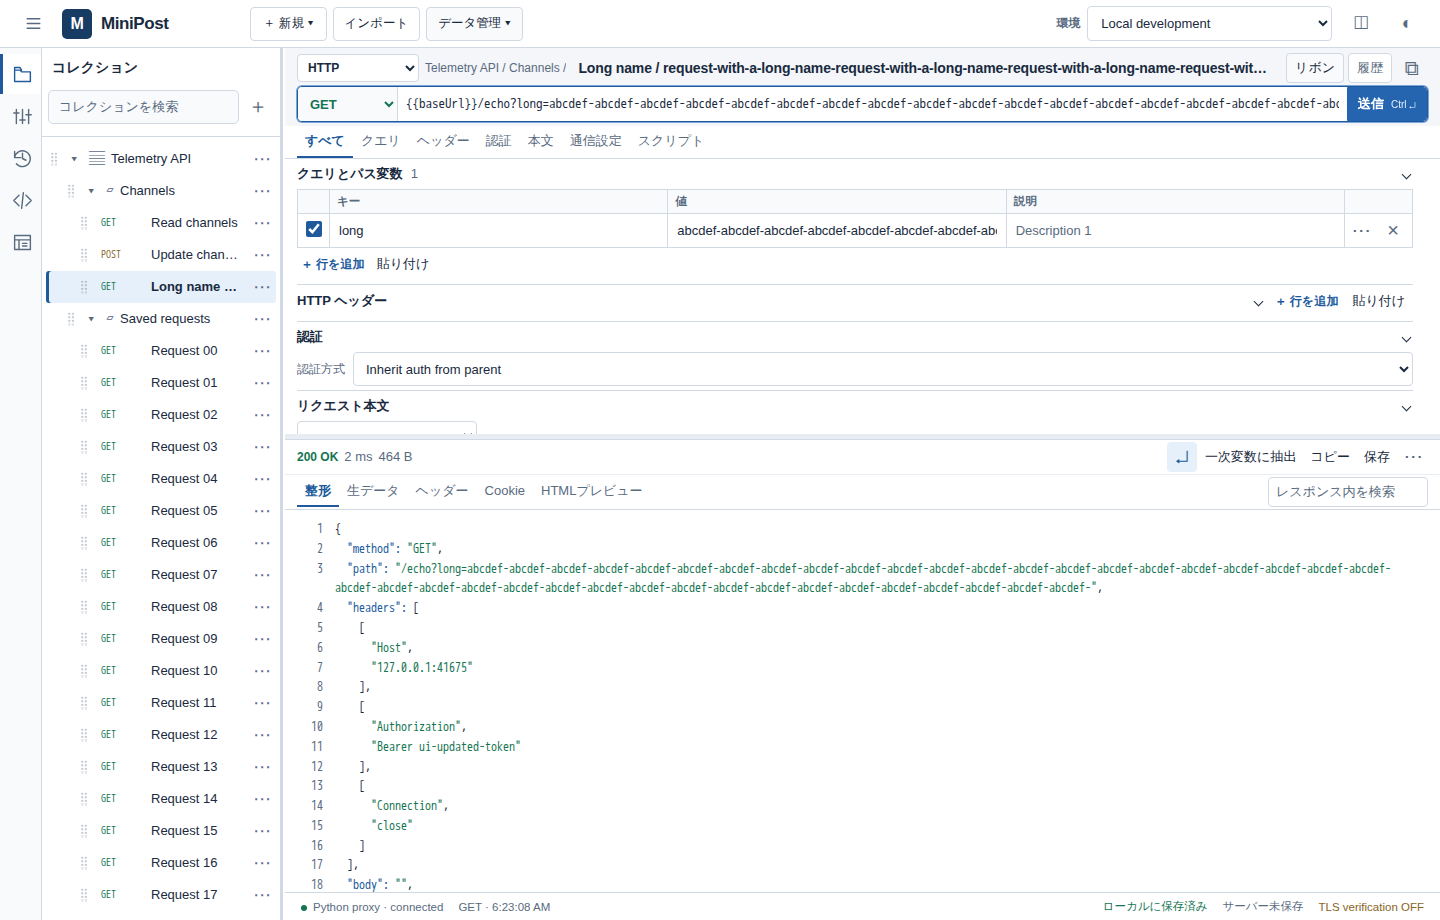 M MiniPost ＋ 新規 ▾ インポート データ管理 ▾ 環境 Local development
コレクション
コレクションを検索 ＋
Telemetry API ···
Channels ···
GET Read channels ···
POST Update chan… ···
GET Long name … ···
Saved requests ···
GET Request 00 ···
GET Request 01 ···
GET Request 02 ···
GET Request 03 ···
GET Request 04 ···
GET Request 05 ···
GET Request 06 ···
GET Request 07 ···
GET Request 08 ···
GET Request 09 ···
GET Request 10 ···
GET Request 11 ···
GET Request 12 ···
GET Request 13 ···
GET Request 14 ···
GET Request 15 ···
GET Request 16 ···
GET Request 17 ···
HTTP Telemetry API / Channels / Long name / request-with-a-long-name-request-with-a-long-name-request-with-a-long-name-request-wit… リボン 履歴
GET {{baseUrl}}/echo?long=abcdef-abcdef-abcdef-abcdef-abcdef-abcdef-abcdef-abcdef-abcdef-abcdef-abcdef-abcdef-abcdef-abcdef-abcdef-abcdef-abcdef-abcdef-abc 送信 Ctrl ⏎
すべて クエリ ヘッダー 認証 本文 通信設定 スクリプト
クエリとパス変数 1
キー 値 説明
long abcdef-abcdef-abcdef-abcdef-abcdef-abcdef-abcdef-abc Description 1 ··· ×
＋ 行を追加 貼り付け
HTTP ヘッダー ＋ 行を追加 貼り付け
認証
認証方式 Inherit auth from parent
リクエスト本文
200 OK 2 ms 464 B 一次変数に抽出 コピー 保存 ···
整形 生データ ヘッダー Cookie HTMLプレビュー レスポンス内を検索
1 {
2 "method": "GET",
3 "path": "/echo?long=abcdef-abcdef-abcdef-abcdef-abcdef-abcdef-abcdef-abcdef-abcdef-abcdef-abcdef-abcdef-abcdef-abcdef-abcdef-abcdef-abcdef-abcdef-abcdef-abcdef-abcdef-abcdef-
abcdef-abcdef-abcdef-abcdef-abcdef-abcdef-abcdef-abcdef-abcdef-abcdef-abcdef-abcdef-abcdef-abcdef-abcdef-abcdef-abcdef-abcdef-",
4 "headers": [
5 [
6 "Host",
7 "127.0.0.1:41675"
8 ],
9 [
10 "Authorization",
11 "Bearer ui-updated-token"
12 ],
13 [
14 "Connection",
15 "close"
16 ]
17 ],
18 "body": "",
Python proxy · connected GET · 6:23:08 AM ローカルに保存済み サーバー未保存 TLS verification OFF